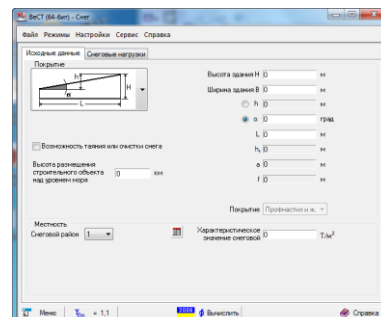 ВеСТ (64-бит) - Снег
Файл Режимы Настройки Сервис Справка
Исходные данные Снеговые нагрузки
Покрытие
h
H
α
L
Возможность таяния или очистки снега
Высота размещения
строительного объекта
над уровнем моря
0 км
Высота здания H 0 м
Ширина здания B 0 м
h 0 м
α 0 град
L 0 м
h, 0 м
a 0 м
f 0 м
Покрытие Профнастил и ж.
Местность
Снеговой район 1
Характеристическое
значение снеговой 0 Т/м²
Меню = 1,1 Вычислить Справка